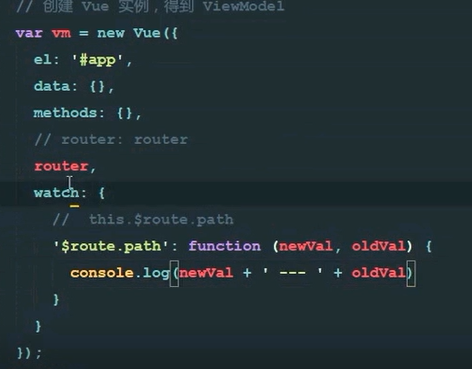 // 创建 Vue 实例，得到 ViewModel
var vm = new Vue({
  el: '#app',
  data: {},
  methods: {},
  // router: router
  router,
  watch: {
    //  this.$route.path
    '$route.path': function (newVal, oldVal) {
      console.log(newVal + ' --- ' + oldVal)
    }
  }
});